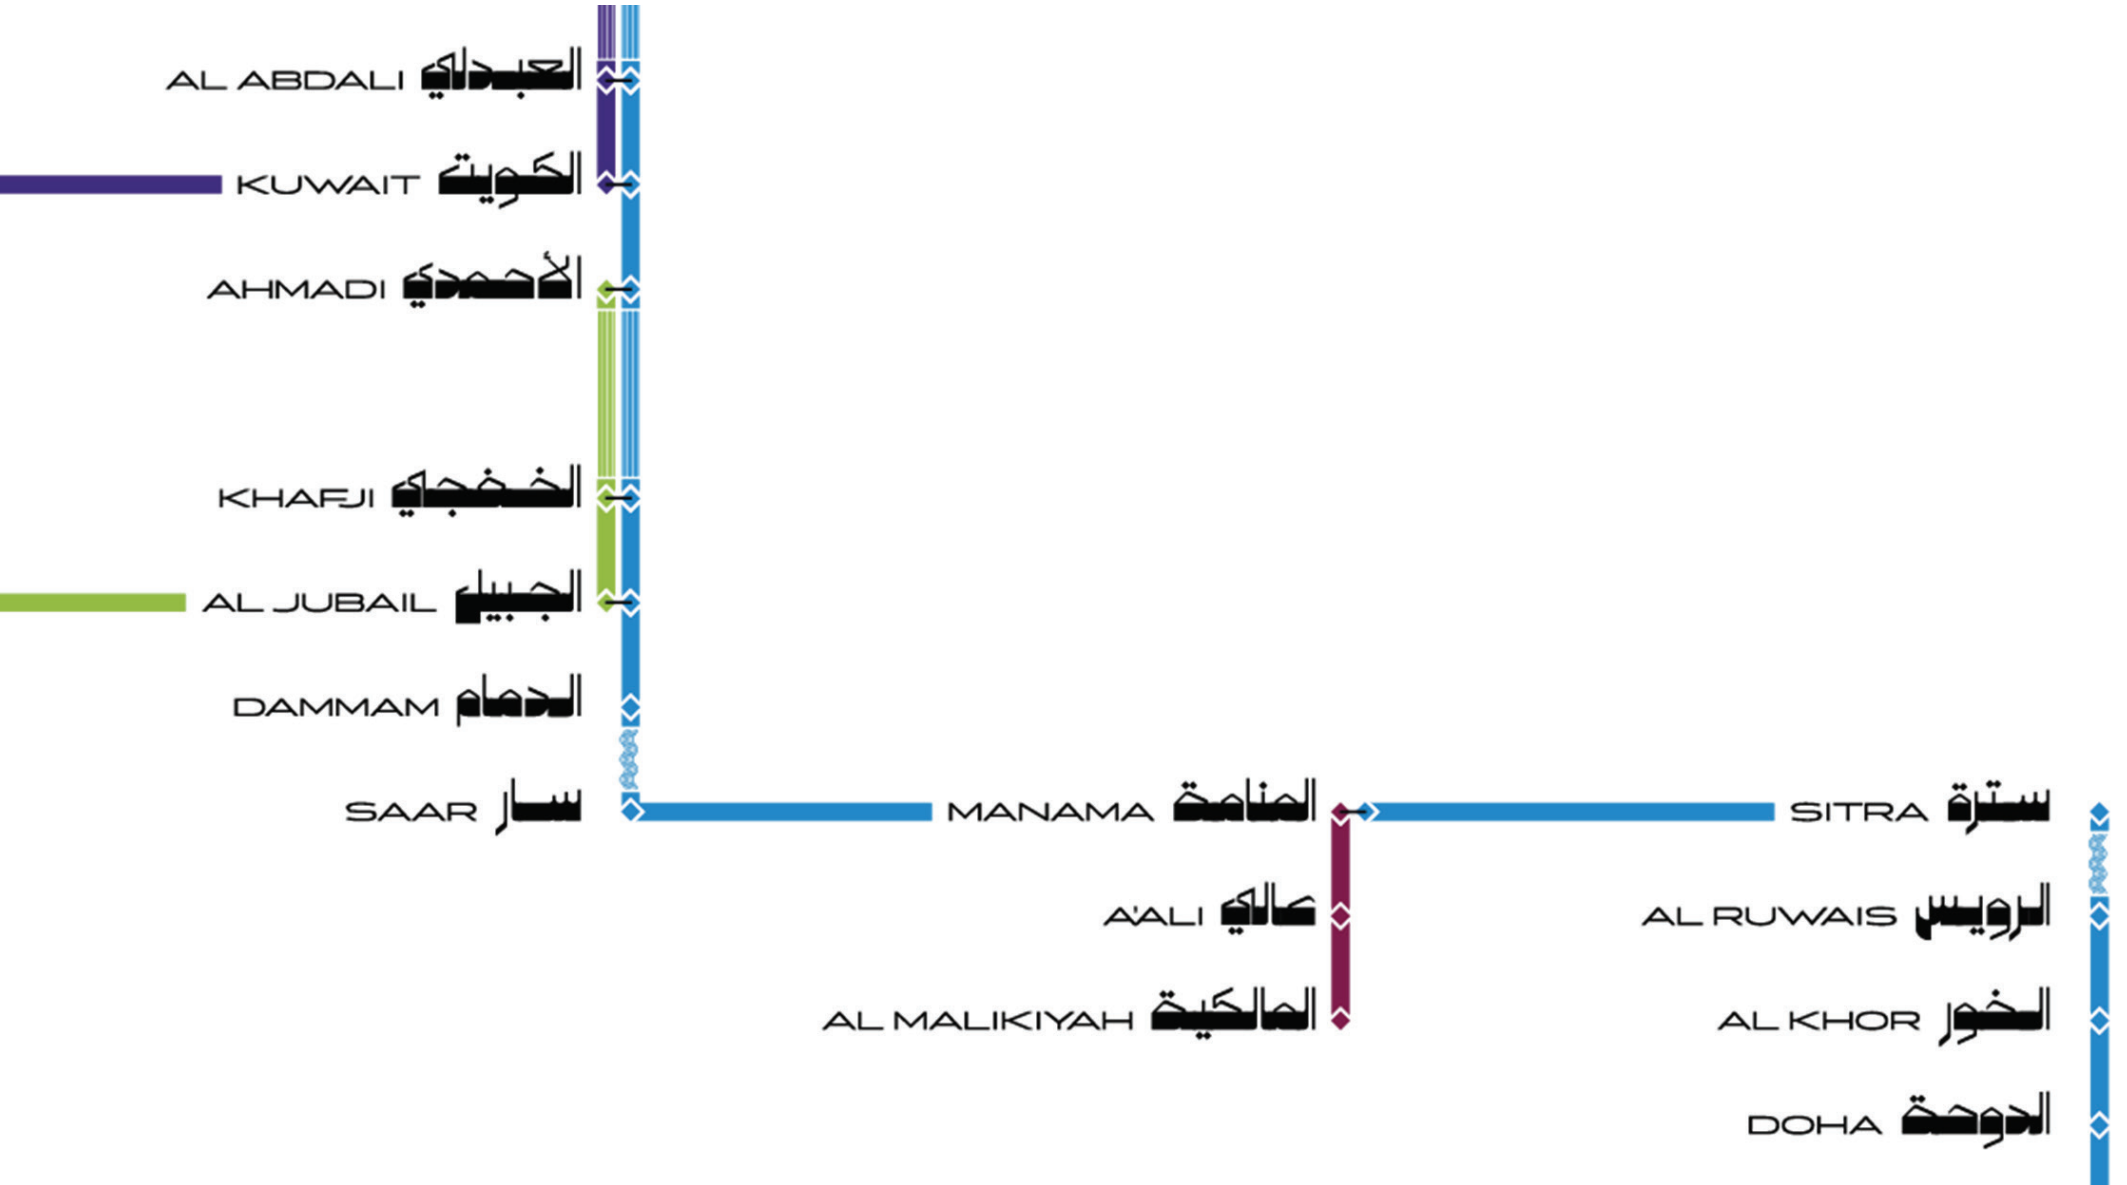 AL ABDALI العبدلي
KUWAIT الكويت
AHMADI الأحمدي
KHAFJI الخفجي
AL JUBAIL الجبيل
DAMMAM الدمام
SAAR سار
MANAMA المنامة
SITRA سترة
A'ALI عالي
AL RUWAIS الرويس
AL MALIKIYAH المالكية
AL KHOR الخور
DOHA الدوحة